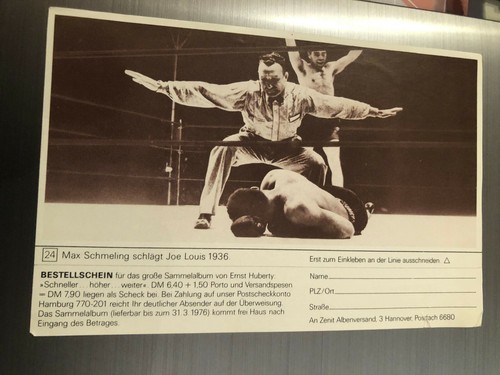 24 Max Schmeling schlägt Joe Louis 1936.
BESTELLSCHEIN für das große Sammelalbum von Ernst Huberty:
»Schneller... höher... weiter«. DM 6,40 + 1,50 Porto und Versandspesen
= DM 7,90 liegen als Scheck bei. Bei Zahlung auf unser Postscheckkonto
Hamburg 770-201 reicht Ihr deutlicher Absender auf der Überweisung.
Das Sammelalbum (lieferbar bis zum 31.3.1976) kommt frei Haus nach
Eingang des Betrages.
Erst zum Einkleben an der Linie ausschneiden. △
Name
PLZ/Ort
Straße
An Zenit Albenversand, 3 Hannover, Postfach 6680